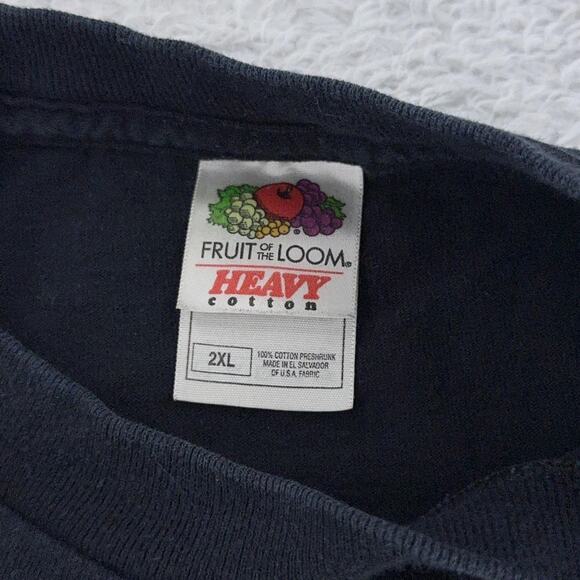 FRUIT OF THE LOOM®
HEAVY
cotton
2XL
100% COTTON PRESHRUNK
MADE IN EL SALVADOR
OF U.S.A. FABRIC